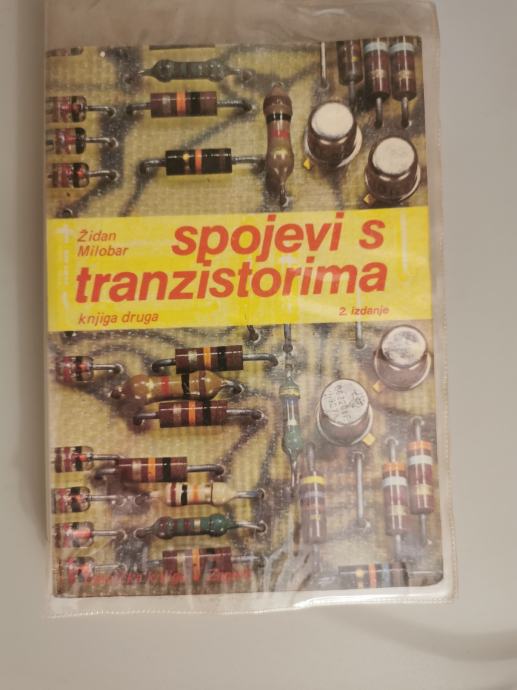 Židan
Milobar
spojevi s
tranzistorima
knjiga druga
2. izdanje